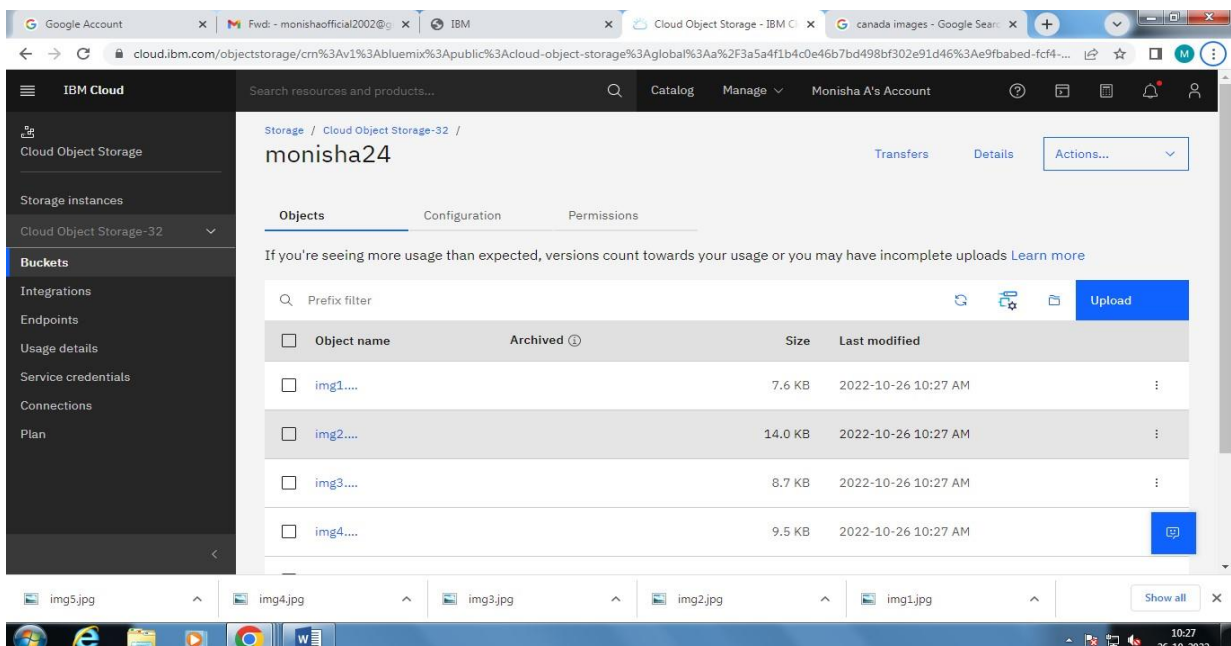 Google Account
Fwd: - monishaofficial2002@g
IBM
Cloud Object Storage - IBM C
canada images - Google Searc
cloud.ibm.com/objectstorage/crn%3Av1%3Abluemix%3Apublic%3Acloud-object-storage%3Aglobal%3Aa%2F3a5a4f1b4c0e46b7bd498bf302e91d46%3Ae9fbabed-fcf4-...
M
IBM Cloud
Search resources and products...
Catalog
Manage
Monisha A's Account
Cloud Object Storage
Storage instances
Cloud Object Storage-32
Buckets
Integrations
Endpoints
Usage details
Service credentials
Connections
Plan
Storage / Cloud Object Storage-32 /
monisha24
Transfers
Details
Actions...
Objects
Configuration
Permissions
If you're seeing more usage than expected, versions count towards your usage or you may have incomplete uploads Learn more
Prefix filter
Upload
Object name Archived Size Last modified
img1.... 7.6 KB 2022-10-26 10:27 AM
img2.... 14.0 KB 2022-10-26 10:27 AM
img3.... 8.7 KB 2022-10-26 10:27 AM
img4.... 9.5 KB 2022-10-26 10:27 AM
img5.jpg
img4.jpg
img3.jpg
img2.jpg
img1.jpg
Show all
10:27
26-10-2022